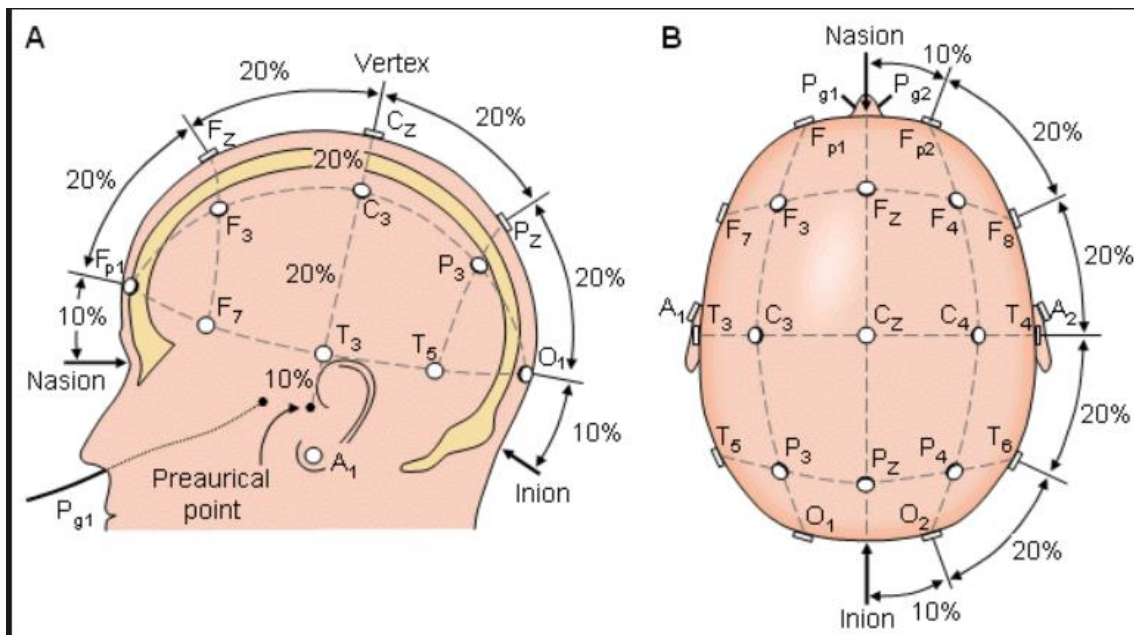 A
20%
Vertex
20%
Fz
Cz
20%
20%
C3
F3
Pz
Fp1
P3
20%
20%
10%
F7
T3
T5
O1
Nasion
10%
10%
Preaurical
point
A1
Inion
Pg1
B
Nasion
10%
Pg1
Pg2
Fp1
Fp2
20%
F7
F3
Fz
F4
F8
20%
A1
T3
C3
Cz
C4
T4
A2
20%
T5
P3
Pz
P4
T6
O1
O2
20%
Inion
10%